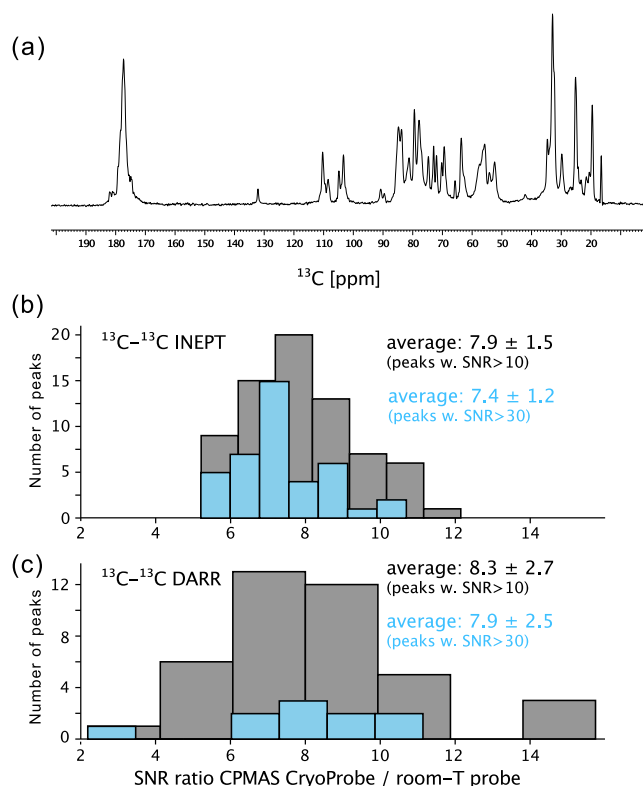 (a)
190 180 170 160 150 140 130 120 110 100 90 80 70 60 50 40 30 20
¹³C [ppm]
(b)
¹³C−¹³C INEPT
average: 7.9 ± 1.5
(peaks w. SNR>10)
average: 7.4 ± 1.2
(peaks w. SNR>30)
Number of peaks
20
15
10
5
0
2 4 6 8 10 12 14
(c)
¹³C−¹³C DARR
average: 8.3 ± 2.7
(peaks w. SNR>10)
average: 7.9 ± 2.5
(peaks w. SNR>30)
Number of peaks
12
8
4
0
2 4 6 8 10 12 14
SNR ratio CPMAS CryoProbe / room−T probe